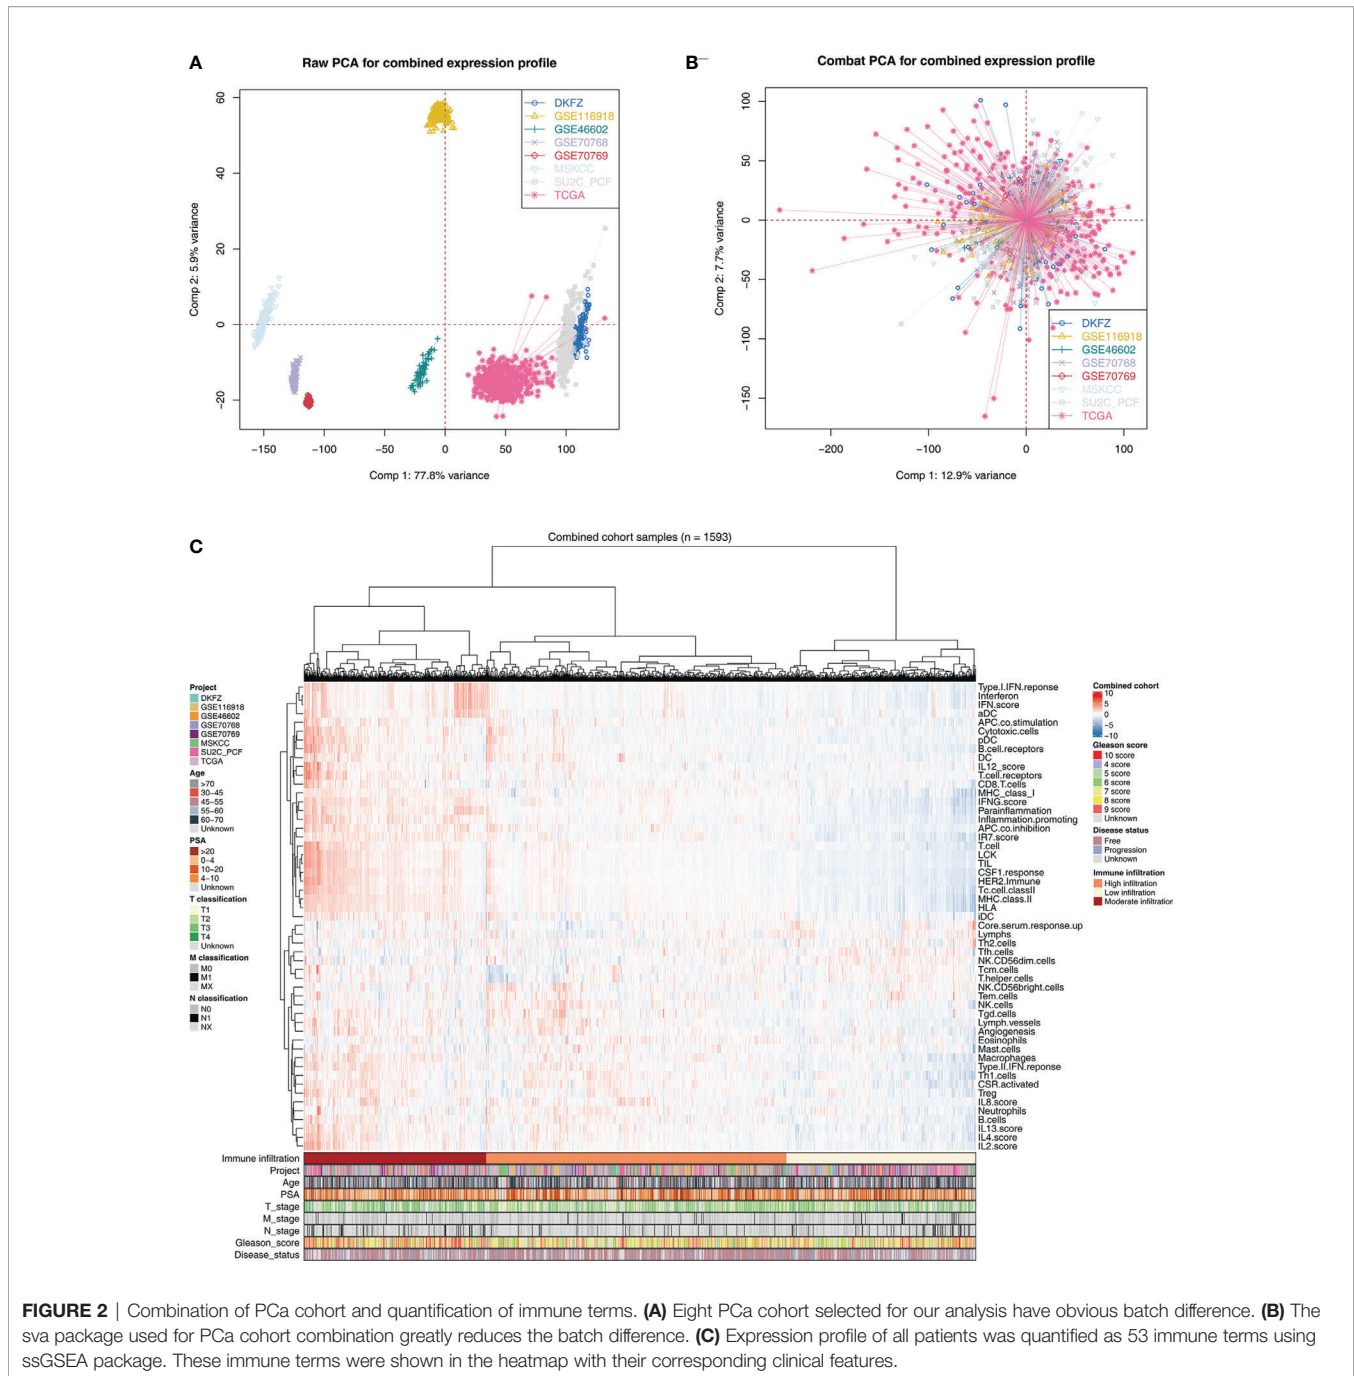 A
Raw PCA for combined expression profile
DKFZ
GSE116918
GSE46602
GSE70768
GSE70769
MSKCC
SU2C_PCF
TCGA
60
40
20
0
−20
Comp 2: 5.9% variance
−150
−100
−50
0
50
100
Comp 1: 77.8% variance
B
Combat PCA for combined expression profile
100
50
0
−50
−100
−150
Comp 2: 7.7% variance
DKFZ
GSE116918
GSE46602
GSE70768
GSE70769
MSKCC
SU2C_PCF
TCGA
−200
−100
0
100
Comp 1: 12.9% variance
C
Combined cohort samples (n = 1593)
Project
DKFZ
GSE116918
GSE46602
GSE70768
GSE70769
MSKCC
SU2C_PCF
TCGA
Age
>70
30−45
45−55
55−60
60−70
Unknown
PSA
>20
0−4
10−20
4−10
Unknown
T classification
T1
T2
T3
T4
Unknown
M classification
M0
M1
MX
N classification
N0
N1
NX
Type.I.IFN.reponse
Interferon
IFN.score
aDC
APC.co.stimulation
Cytotoxic.cells
pDC
B.cell.receptors
DC
IL12_score
T.cell.receptors
CD8.T.cells
MHC_class_I
IFNG.score
Parainflammation
Inflammation.promoting
APC.co.inhibition
IR7.score
T.cell
LCK
TIL
CSF1.response
HER2.Immune
Tc.cell.classII
MHC.class.II
HLA
iDC
Core.serum.response.up
Lymphs
Th2.cells
Tfh.cells
NK.CD56dim.cells
Tcm.cells
T.helper.cells
NK.CD56bright.cells
Tem.cells
NK.cells
Tgd.cells
Lymph.vessels
Angiogenesis
Eosinophils
Mast.cells
Macrophages
Type.II.IFN.reponse
Th1.cells
CSR.activated
Treg
IL8.score
Neutrophils
B.cells
IL13.score
IL4.score
IL2.score
Combined cohort
10
5
0
−5
−10
Gleason score
10 score
4 score
5 score
6 score
7 score
8 score
9 score
Unknown
Disease status
Free
Progression
Unknown
Immune infiltration
High infiltration
Low infiltration
Moderate infiltration
Immune infiltration
Project
Age
PSA
T_stage
M_stage
N_stage
Gleason_score
Disease_status
FIGURE 2 | Combination of PCa cohort and quantification of immune terms. (A) Eight PCa cohort selected for our analysis have obvious batch difference. (B) The
sva package used for PCa cohort combination greatly reduces the batch difference. (C) Expression profile of all patients was quantified as 53 immune terms using
ssGSEA package. These immune terms were shown in the heatmap with their corresponding clinical features.